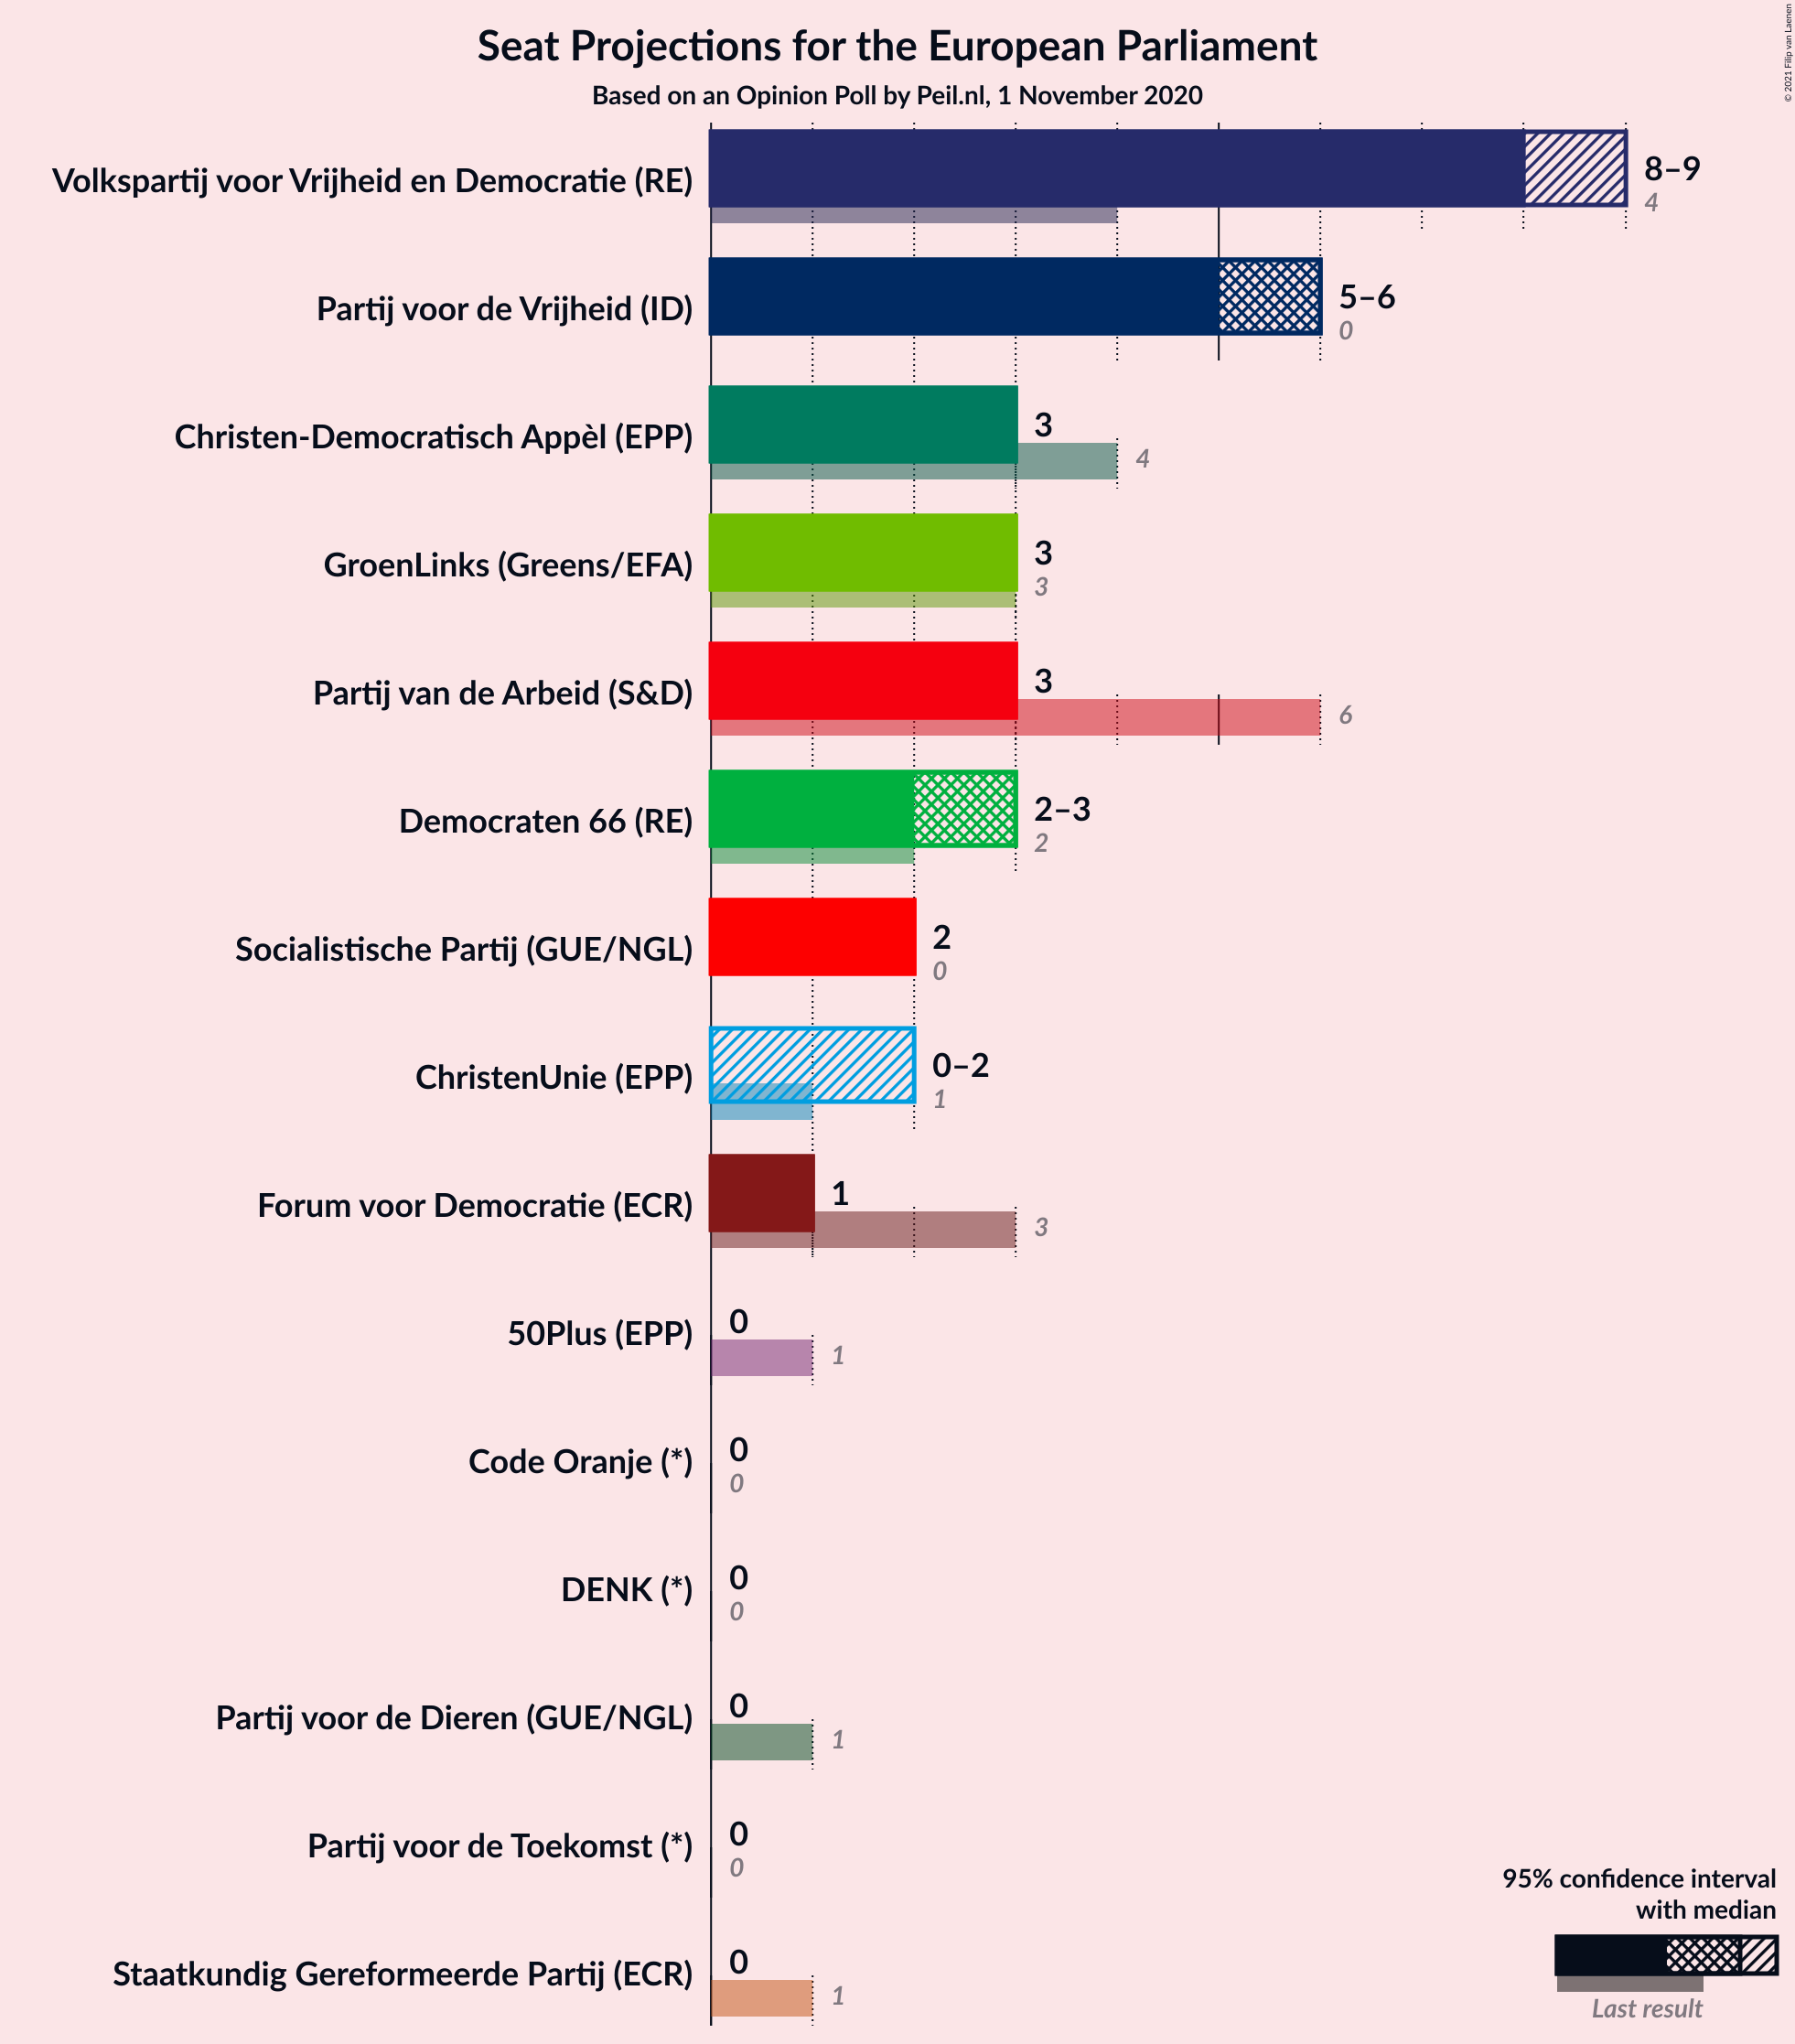 Seat Projections for the European Parliament
Based on an Opinion Poll by Peil.nl, 1 November 2020
© 2021 Filip van Laenen
Volkspartij voor Vrijheid en Democratie (RE)
8–9
4
Partij voor de Vrijheid (ID)
5–6
0
Christen-Democratisch Appèl (EPP)
3
4
GroenLinks (Greens/EFA)
3
3
Partij van de Arbeid (S&D)
3
6
Democraten 66 (RE)
2–3
2
Socialistische Partij (GUE/NGL)
2
0
ChristenUnie (EPP)
0–2
1
Forum voor Democratie (ECR)
1
3
50Plus (EPP)
0
1
Code Oranje (*)
0
0
DENK (*)
0
0
Partij voor de Dieren (GUE/NGL)
0
1
Partij voor de Toekomst (*)
0
0
Staatkundig Gereformeerde Partij (ECR)
0
1
95% confidence interval
with median
Last result